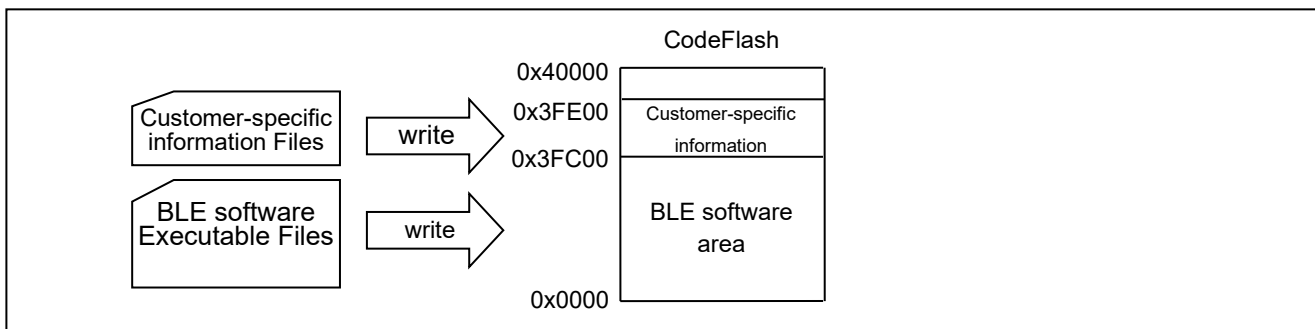 CodeFlash
0x40000
Customer-specific
information Files
write
0x3FE00
Customer-specific
information
0x3FC00
BLE software
Executable Files
write
BLE software
area
0x0000